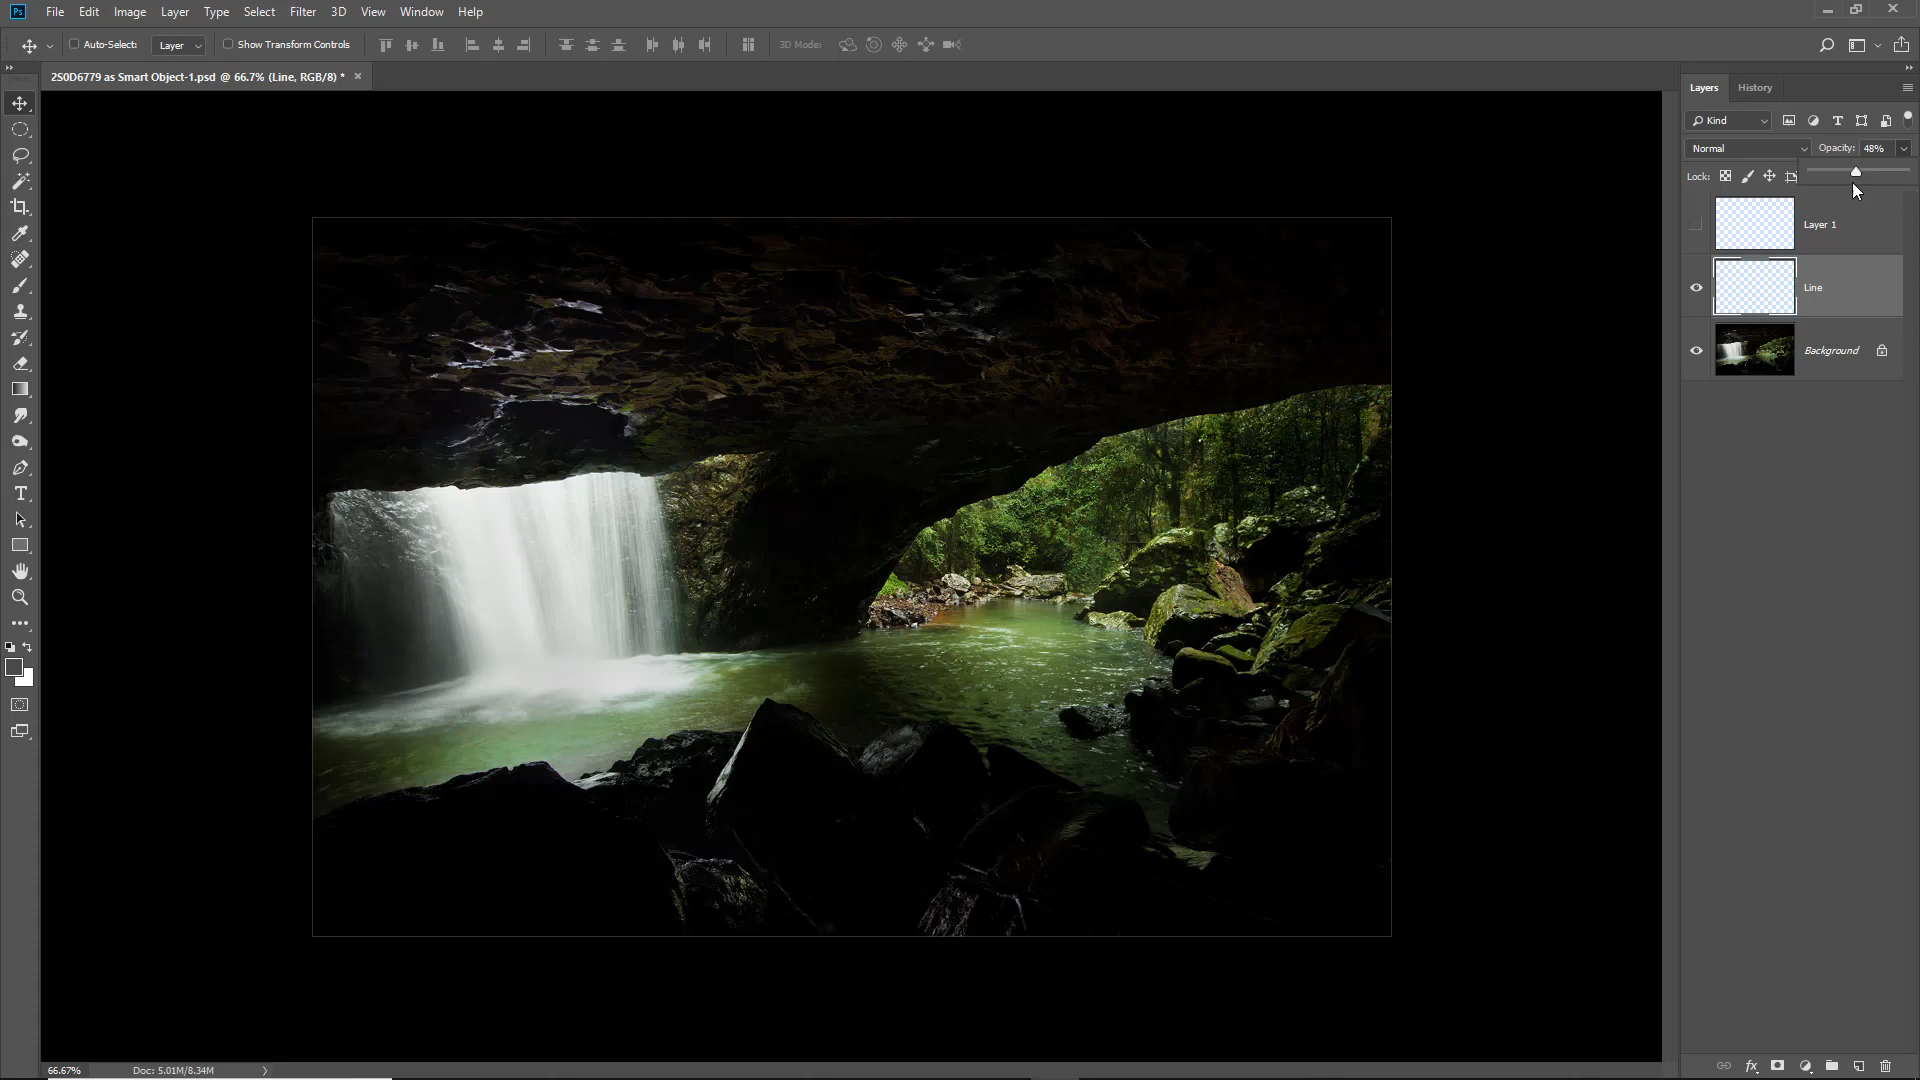 Ps File Edit Image Layer Type Select Filter 3D View Window Help
Auto-Select: Layer Show Transform Controls 3D Mode:
2S0D6779 as Smart Object-1.psd @ 66.7% (Line, RGB/8) * ×
Layers History
Kind
Normal Opacity: 48%
Lock:
Layer 1
Line
Background
66.67% Doc: 5.01M/8.34M